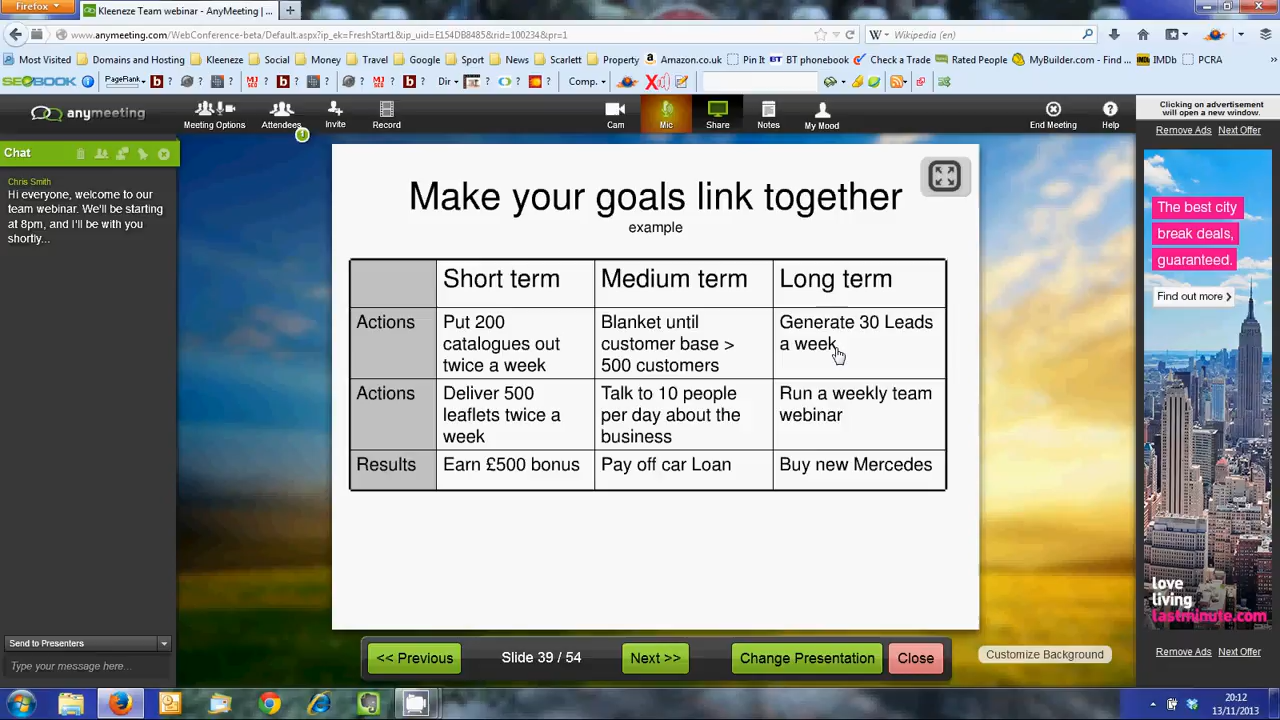 Firefox
Kleeneze Team webinar - AnyMeeting | ...
www.anymeeting.com/WebConference-beta/Default.aspx?ip_ek=FreshStart1&ip_uid=E154DB8485&rid=100234&pr=1
Wikipedia (en)
Most Visited Domains and Hosting Kleeneze Social Money Travel Google Sport News Scarlett Property Amazon.co.uk Pin It BT phonebook Check a Trade Rated People MyBuilder.com - Find ... IMDb PCRA
SEOBOOK PageRank Dir Comp.
anymeeting
Meeting Options Attendees Invite Record Cam Mic Share Notes My Mood End Meeting Help
1
Clicking on advertisement
will open a new window.
Remove Ads Next Offer
Chat
Chris Smith
Hi everyone, welcome to our
team webinar. We'll be starting
at 8pm, and I'll be with you
shortly...
Make your goals link together
example
Short term Medium term Long term
Actions Put 200 catalogues out twice a week Blanket until customer base > 500 customers Generate 30 Leads a week
Actions Deliver 500 leaflets twice a week Talk to 10 people per day about the business Run a weekly team webinar
Results Earn £500 bonus Pay off car Loan Buy new Mercedes
The best city
break deals,
guaranteed.
Find out more
love
living
lastminute.com
Remove Ads Next Offer
Send to Presenters
Type your message here...
<< Previous Slide 39 / 54 Next >> Change Presentation Close
Customize Background
20:12
13/11/2013